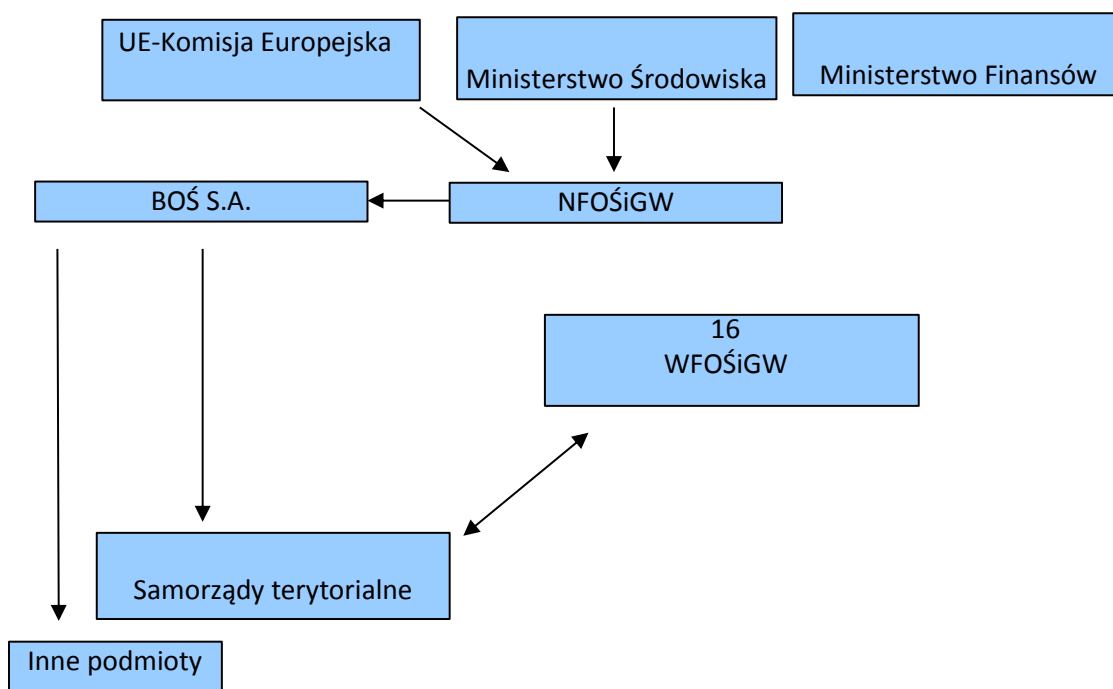 UE-Komisja Europejska
Ministerstwo Środowiska
Ministerstwo Finansów
BOŚ S.A.
NFOŚiGW
16
WFOŚiGW
Samorządy terytorialne
Inne podmioty